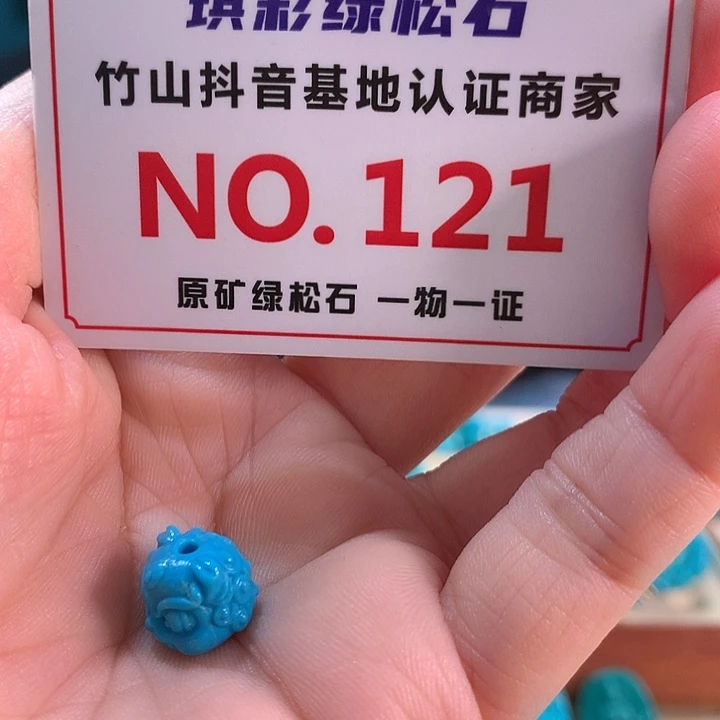 琪彩绿松石
竹山抖音基地认证商家
NO.121
原矿绿松石 一物一证